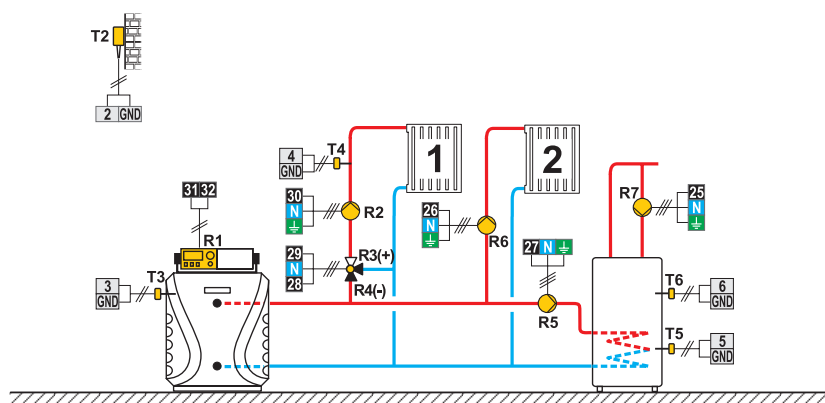 T2
2 GND
4
GND
T4
1
2
31 32
30
N
R2
26
N
R6
R7
25
N
R1
29
N
28
R3(+)
R4(-)
27 N
3
GND
T3
R5
T6
6
GND
T5
5
GND